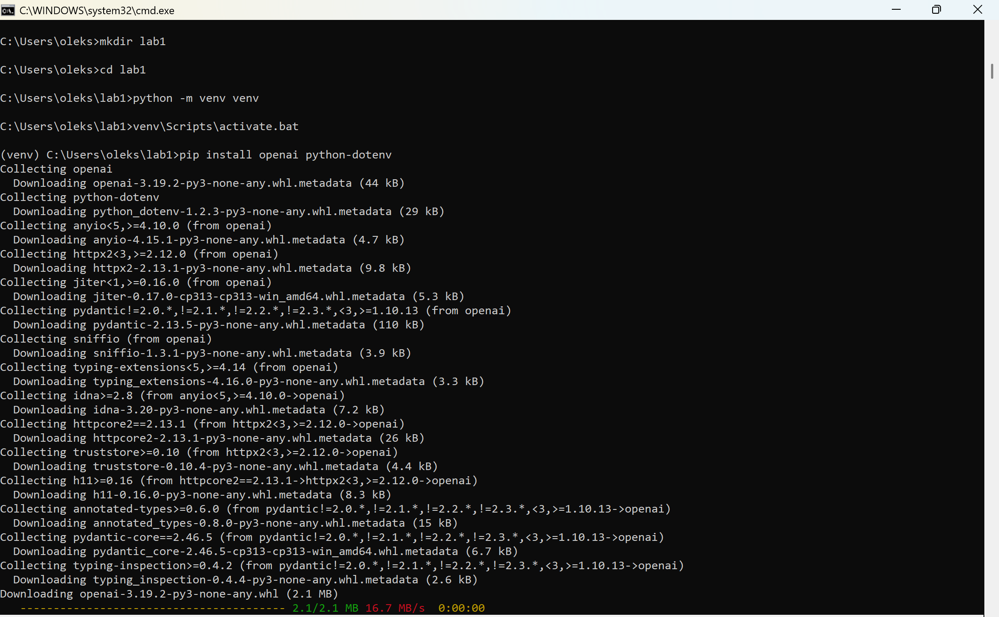 C:\WINDOWS\system32\cmd.exe
C:\Users\oleks>mkdir lab1
C:\Users\oleks>cd lab1
C:\Users\oleks\lab1>python -m venv venv
C:\Users\oleks\lab1>venv\Scripts\activate.bat
(venv) C:\Users\oleks\lab1>pip install openai python-dotenv
Collecting openai
  Downloading openai-3.19.2-py3-none-any.whl.metadata (44 kB)
Collecting python-dotenv
  Downloading python_dotenv-1.2.3-py3-none-any.whl.metadata (29 kB)
Collecting anyio<5,>=4.10.0 (from openai)
  Downloading anyio-4.15.1-py3-none-any.whl.metadata (4.7 kB)
Collecting httpx2<3,>=2.12.0 (from openai)
  Downloading httpx2-2.13.1-py3-none-any.whl.metadata (9.8 kB)
Collecting jiter<1,>=0.16.0 (from openai)
  Downloading jiter-0.17.0-cp313-cp313-win_amd64.whl.metadata (5.3 kB)
Collecting pydantic!=2.0.*,!=2.1.*,!=2.2.*,!=2.3.*,<3,>=1.10.13 (from openai)
  Downloading pydantic-2.13.5-py3-none-any.whl.metadata (110 kB)
Collecting sniffio (from openai)
  Downloading sniffio-1.3.1-py3-none-any.whl.metadata (3.9 kB)
Collecting typing-extensions<5,>=4.14 (from openai)
  Downloading typing_extensions-4.16.0-py3-none-any.whl.metadata (3.3 kB)
Collecting idna>=2.8 (from anyio<5,>=4.10.0->openai)
  Downloading idna-3.20-py3-none-any.whl.metadata (7.2 kB)
Collecting httpcore2==2.13.1 (from httpx2<3,>=2.12.0->openai)
  Downloading httpcore2-2.13.1-py3-none-any.whl.metadata (26 kB)
Collecting truststore>=0.10 (from httpx2<3,>=2.12.0->openai)
  Downloading truststore-0.10.4-py3-none-any.whl.metadata (4.4 kB)
Collecting h11>=0.16 (from httpcore2==2.13.1->httpx2<3,>=2.12.0->openai)
  Downloading h11-0.16.0-py3-none-any.whl.metadata (8.3 kB)
Collecting annotated-types>=0.6.0 (from pydantic!=2.0.*,!=2.1.*,!=2.2.*,!=2.3.*,<3,>=1.10.13->openai)
  Downloading annotated_types-0.8.0-py3-none-any.whl.metadata (15 kB)
Collecting pydantic-core==2.46.5 (from pydantic!=2.0.*,!=2.1.*,!=2.2.*,!=2.3.*,<3,>=1.10.13->openai)
  Downloading pydantic_core-2.46.5-cp313-cp313-win_amd64.whl.metadata (6.7 kB)
Collecting typing-inspection>=0.4.2 (from pydantic!=2.0.*,!=2.1.*,!=2.2.*,!=2.3.*,<3,>=1.10.13->openai)
  Downloading typing_inspection-0.4.4-py3-none-any.whl.metadata (2.6 kB)
Downloading openai-3.19.2-py3-none-any.whl (2.1 MB)
   ---------------------------------------- 2.1/2.1 MB 16.7 MB/s  0:00:00